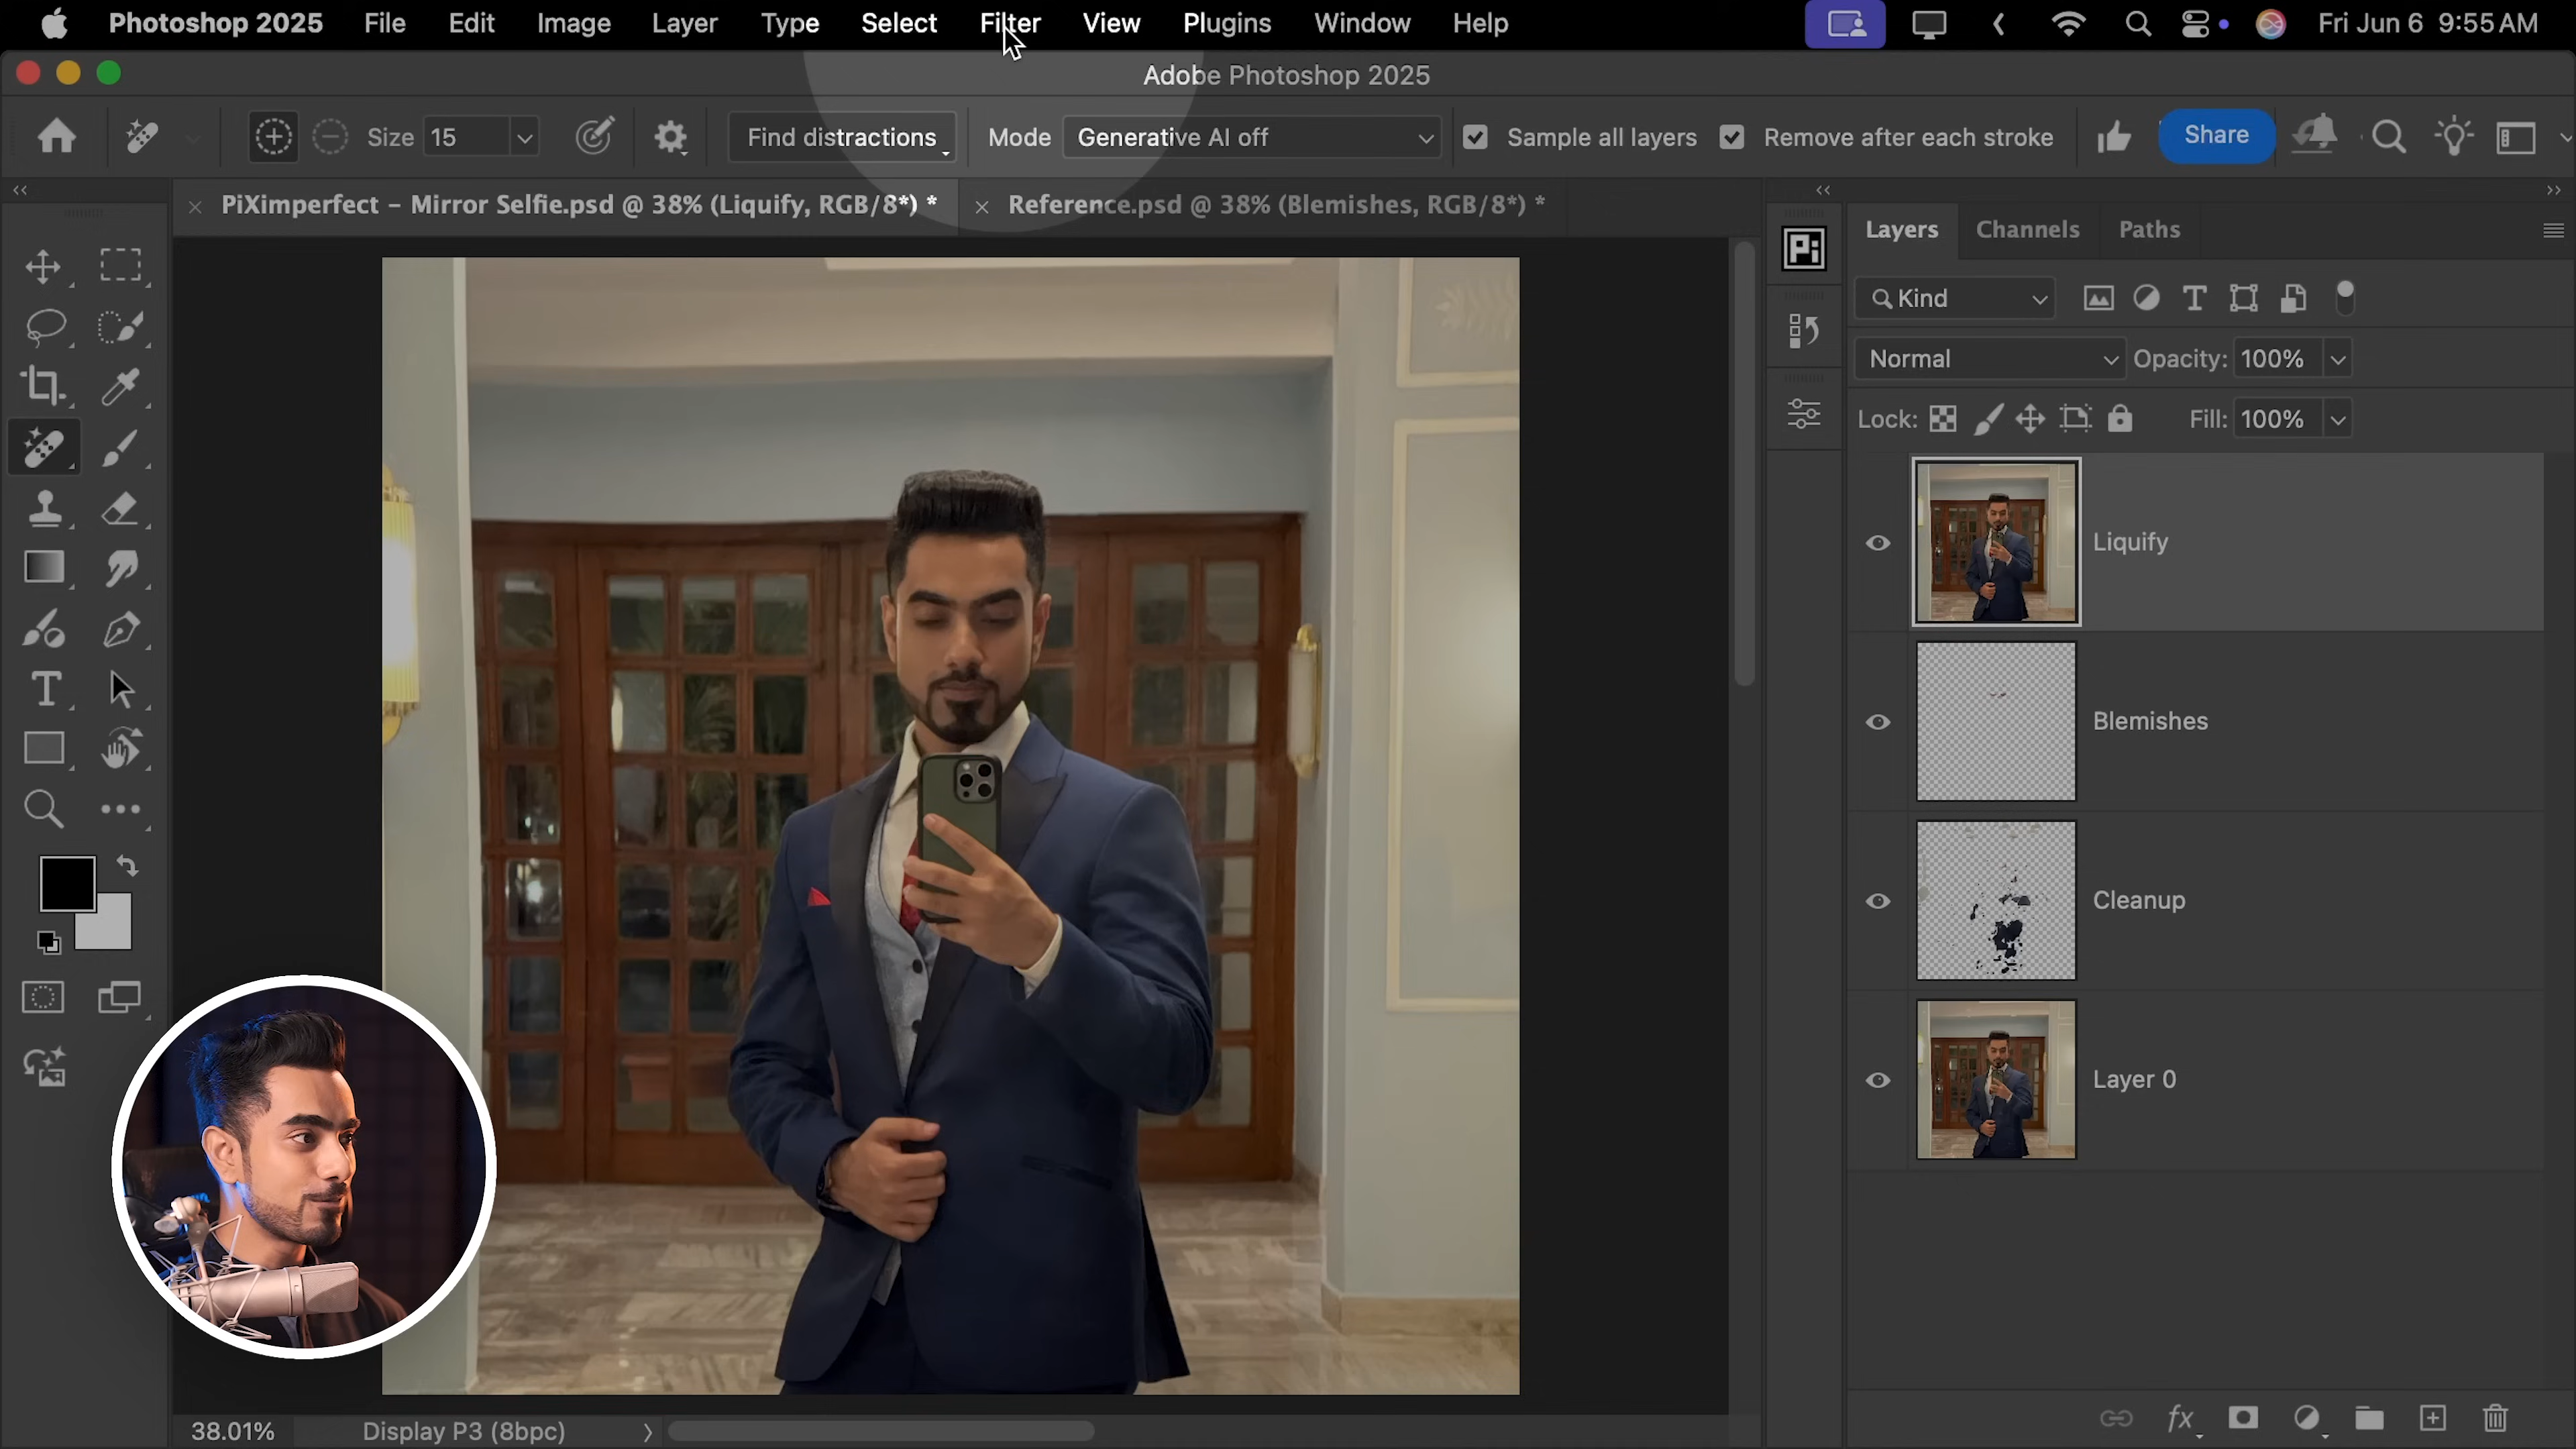 Photoshop 2025 File Edit Image Layer Type Select Filter View Plugins Window Help Fri Jun 6 9:55 AM
Adobe Photoshop 2025
Size 15 Find distractions Mode Generative AI off Sample all layers Remove after each stroke Share
PiXimperfect – Mirror Selfie.psd @ 38% (Liquify, RGB/8*) * Reference.psd @ 38% (Blemishes, RGB/8*) *
Pi
Layers Channels Paths
Kind
Normal Opacity: 100%
Lock: Fill: 100%
Liquify
Blemishes
Cleanup
Layer 0
38.01% Display P3 (8bpc)
fx